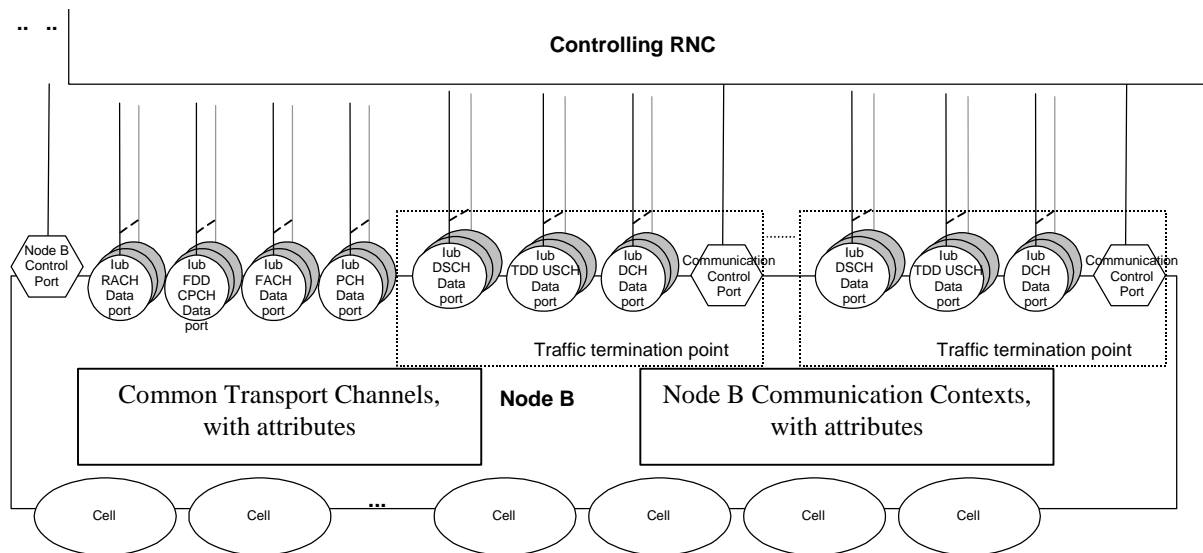 .. ..
Controlling RNC
Node B
Control
Port
Iub
RACH
Data
port
Iub
FDD
CPCH
Data
port
Iub
FACH
Data
port
Iub
PCH
Data
port
Iub
DSCH
Data
port
Iub
TDD USCH
Data
port
Iub
DCH
Data
port
Communication
Control
Port
Iub
DSCH
Data
port
Iub
TDD USCH
Data
port
Iub
DCH
Data
port
Communication
Control
Port
Traffic termination point
Traffic termination point
Common Transport Channels,
with attributes
Node B
Node B Communication Contexts,
with attributes
Cell
Cell
...
Cell
Cell
Cell
Cell